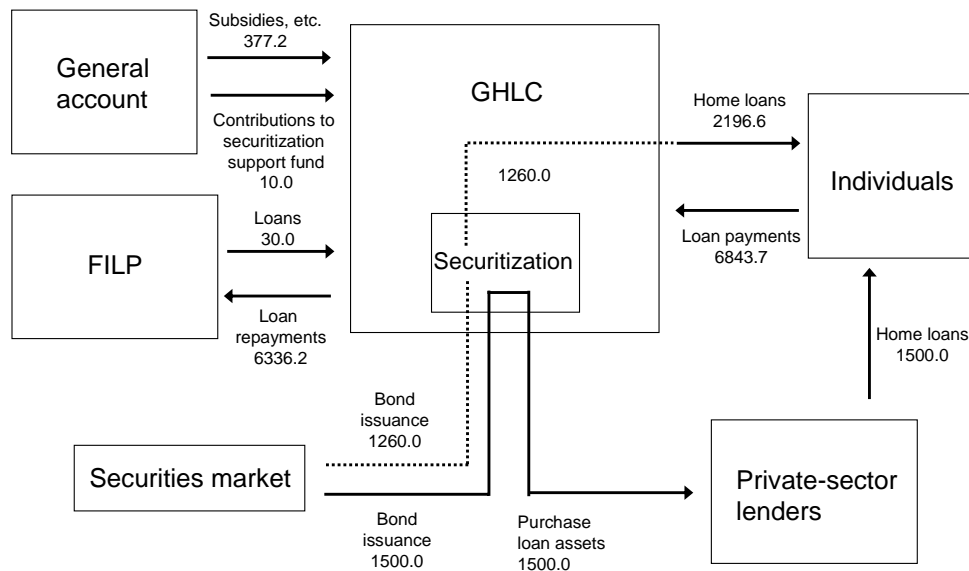 Subsidies, etc.
377.2
General
account
Contributions to
securitization
support fund
10.0
GHLC
Home loans
2196.6
1260.0
Individuals
Loan payments
6843.7
Loans
30.0
FILP
Loan
repayments
6336.2
Securitization
Home loans
1500.0
Bond
issuance
1260.0
Securities market
Bond
issuance
1500.0
Purchase
loan assets
1500.0
Private-sector
lenders